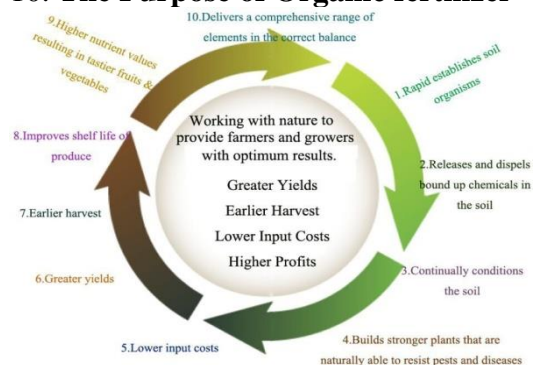 10. The Purpose of Organic fertilizer
10.Delivers a comprehensive range of
elements in the correct balance
1.Rapid establishes soil
organisms
2.Releases and dispels
bound up chemicals in
the soil
3.Continually conditions
the soil
4.Builds stronger plants that are
naturally able to resist pests and diseases
5.Lower input costs
6.Greater yields
7.Earlier harvest
8.Improves shelf life of
produce
9.Higher nutrient values
resulting in tastier fruits &
vegetables
Working with nature to
provide farmers and growers
with optimum results.
Greater Yields
Earlier Harvest
Lower Input Costs
Higher Profits